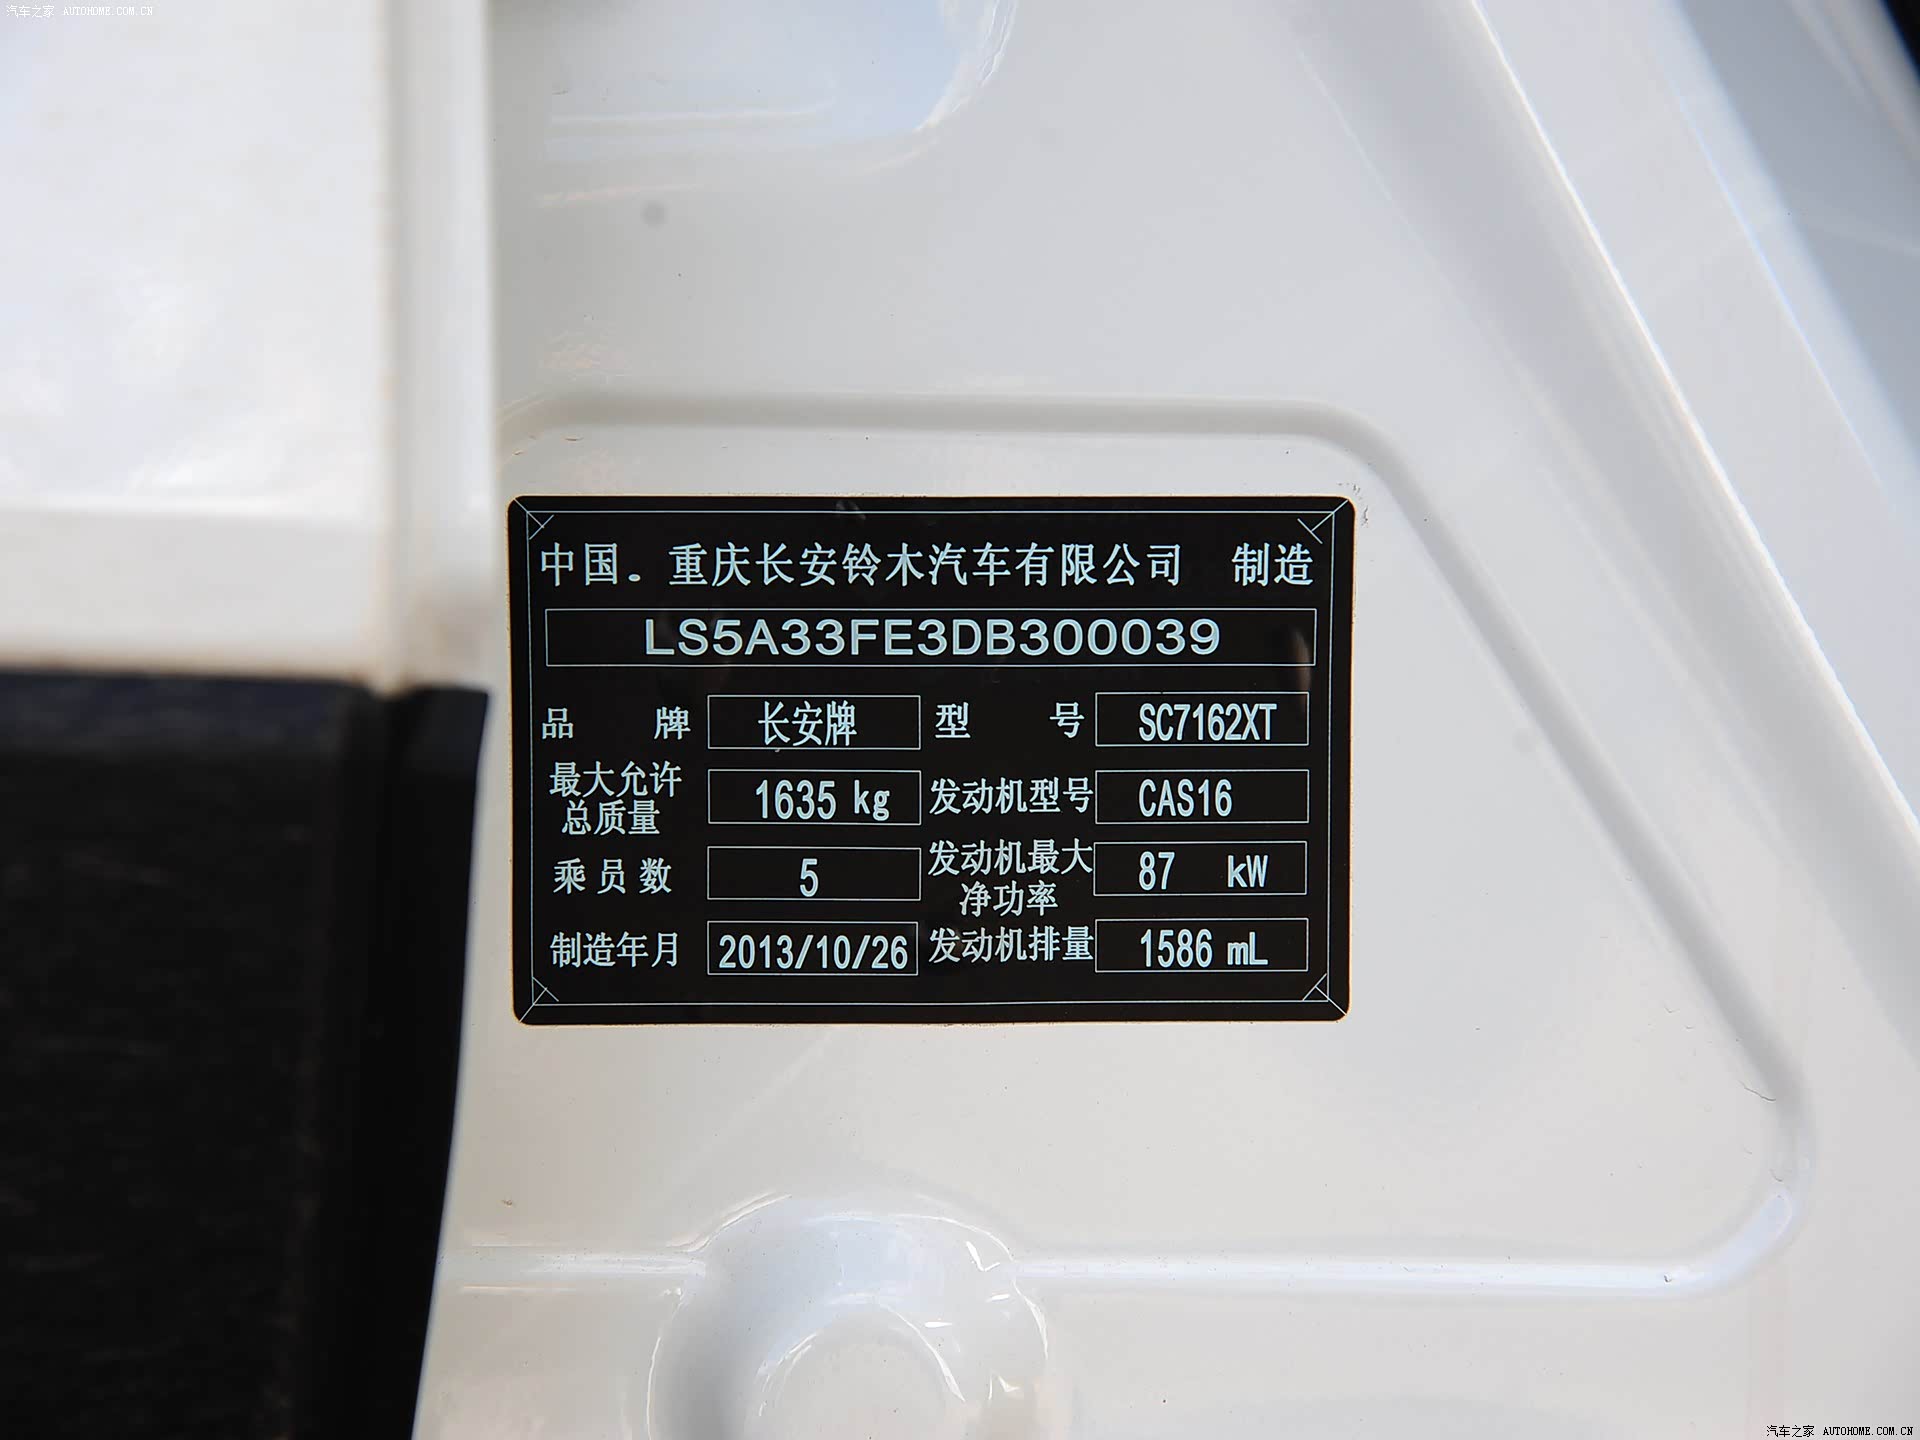 汽车之家 AUTOHOME.COM.CN
中国。重庆长安铃木汽车有限公司 制造
LS5A33FE3DB300039
品 牌 长安牌 型 号 SC7162XT
最大允许总质量 1635 kg 发动机型号 CAS16
乘员数 5 发动机最大净功率 87 kW
制造年月 2013/10/26 发动机排量 1586 mL
汽车之家 AUTOHOME.COM.CN